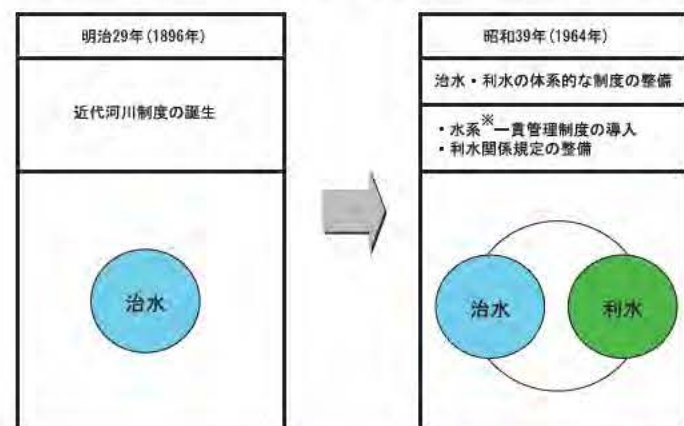 明治29年(1896年)
近代河川制度の誕生
治水
昭和39年(1964年)
治水・利水の体系的な制度の整備
・水系※一貫管理制度の導入
・利水関係規定の整備
治水
利水